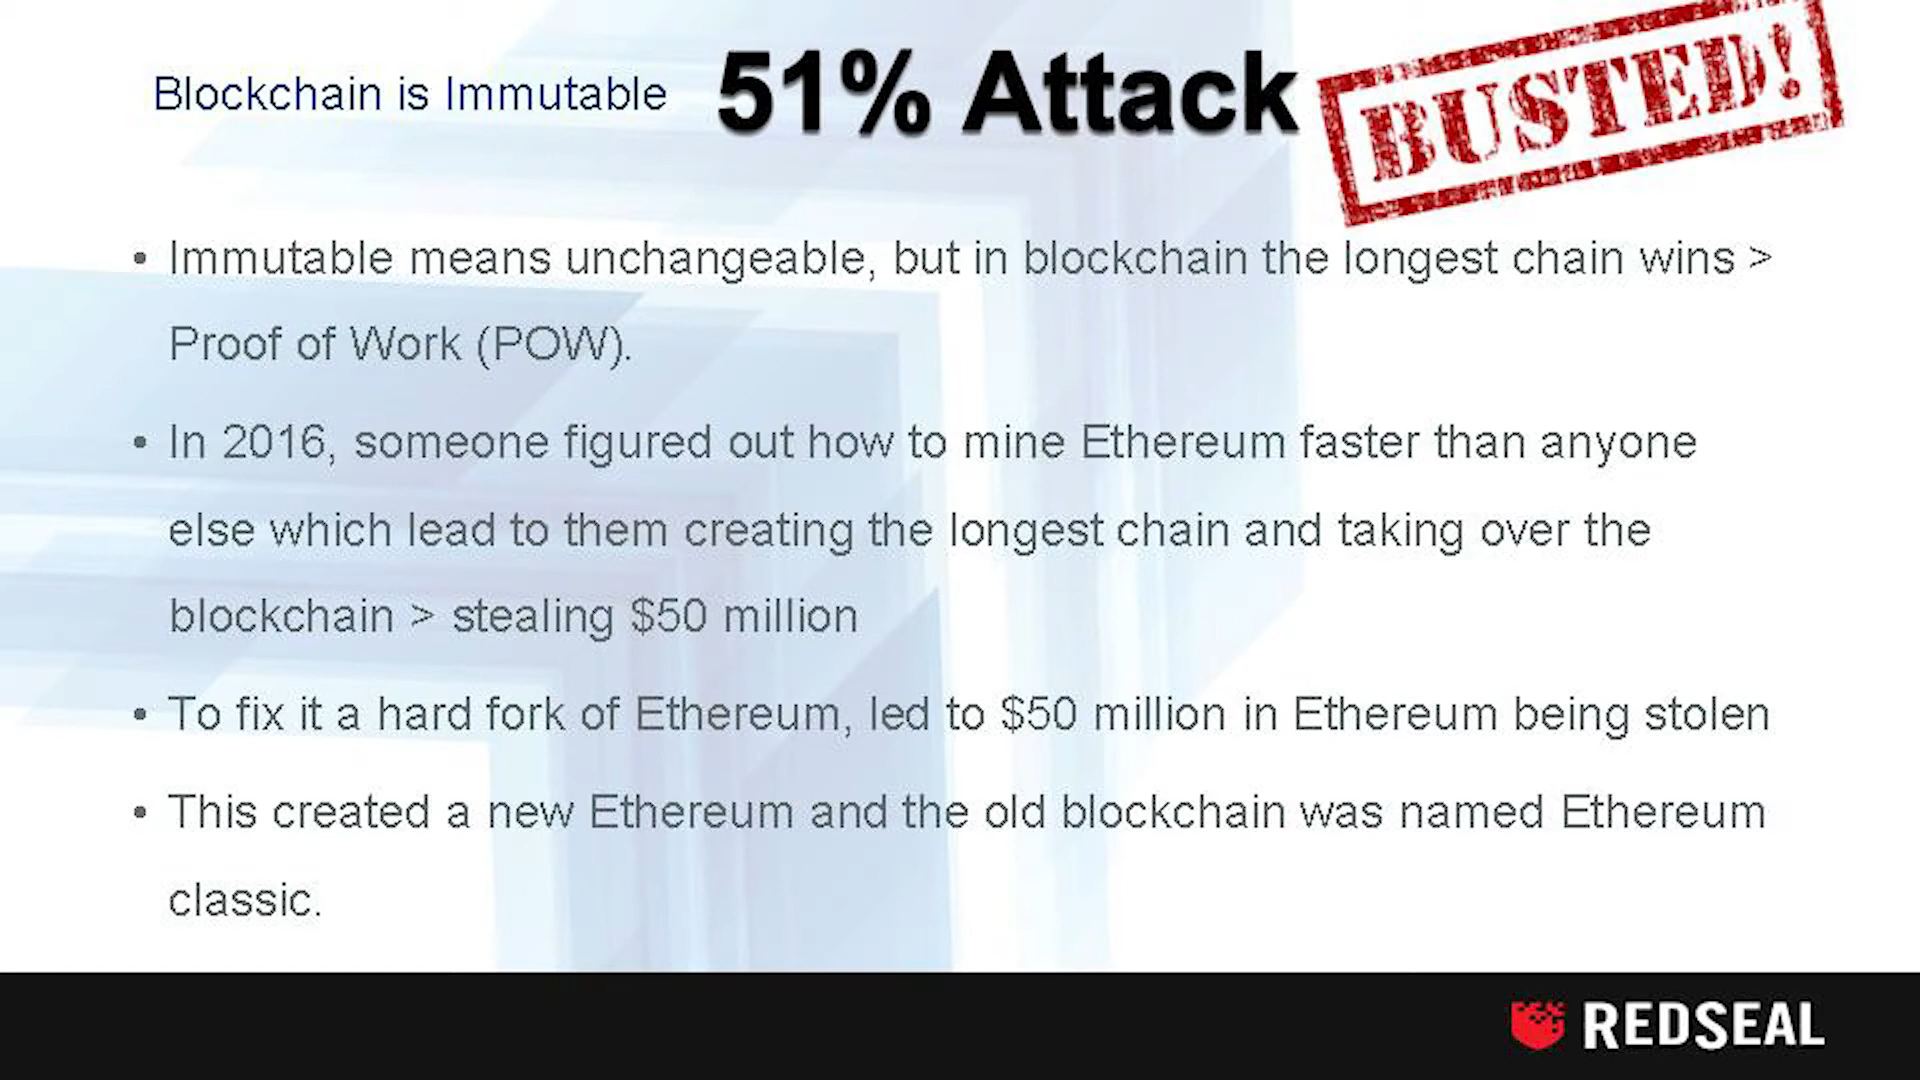 Blockchain is Immutable
51% Attack
BUSTED!
• Immutable means unchangeable, but in blockchain the longest chain wins >
Proof of Work (POW).
• In 2016, someone figured out how to mine Ethereum faster than anyone
else which lead to them creating the longest chain and taking over the
blockchain > stealing $50 million
• To fix it a hard fork of Ethereum, led to $50 million in Ethereum being stolen
• This created a new Ethereum and the old blockchain was named Ethereum
classic.
REDSEAL